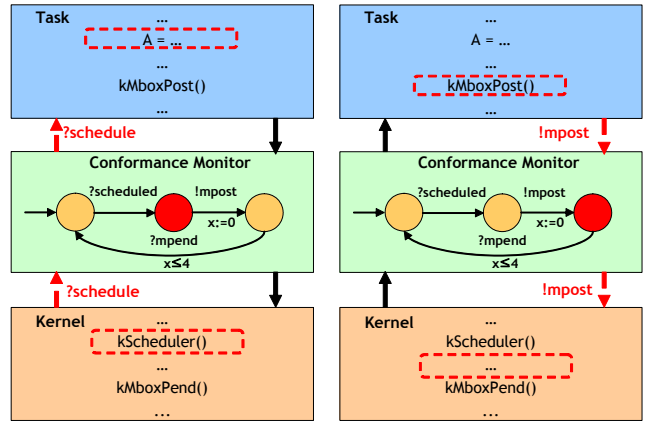 Task
...
A = ...
...
kMboxPost()
...
?schedule
Conformance Monitor
?scheduled
!mpost
x:=0
?mpend
x≤4
?schedule
Kernel
...
kScheduler()
...
kMboxPend()
...
Task
...
A = ...
...
kMboxPost()
...
!mpost
Conformance Monitor
?scheduled
!mpost
x:=0
?mpend
x≤4
!mpost
Kernel
...
kScheduler()
...
kMboxPend()
...